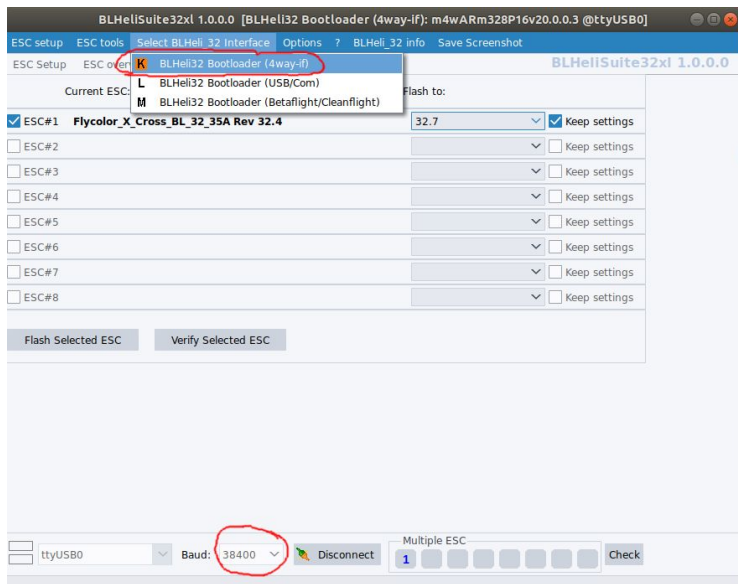 BLHeliSuite32xl 1.0.0.0 [BLHeli32 Bootloader (4way-if): m4wARm328P16v20.0.0.3 @ttyUSB0]
ESC setup ESC tools Select BLHeli_32 Interface Options ? BLHeli_32 info Save Screenshot
ESC Setup ESC over K BLHeli32 Bootloader (4way-if) BLHeliSuite32xl 1.0.0.0
L BLHeli32 Bootloader (USB/Com)
Current ESC: Flash to:
M BLHeli32 Bootloader (Betaflight/Cleanflight)
ESC#1 Flycolor_X_Cross_BL_32_35A Rev 32.4 32.7 Keep settings
ESC#2 Keep settings
ESC#3 Keep settings
ESC#4 Keep settings
ESC#5 Keep settings
ESC#6 Keep settings
ESC#7 Keep settings
ESC#8 Keep settings
Flash Selected ESC Verify Selected ESC
Multiple ESC
ttyUSB0 Baud: 38400 Disconnect 1 Check